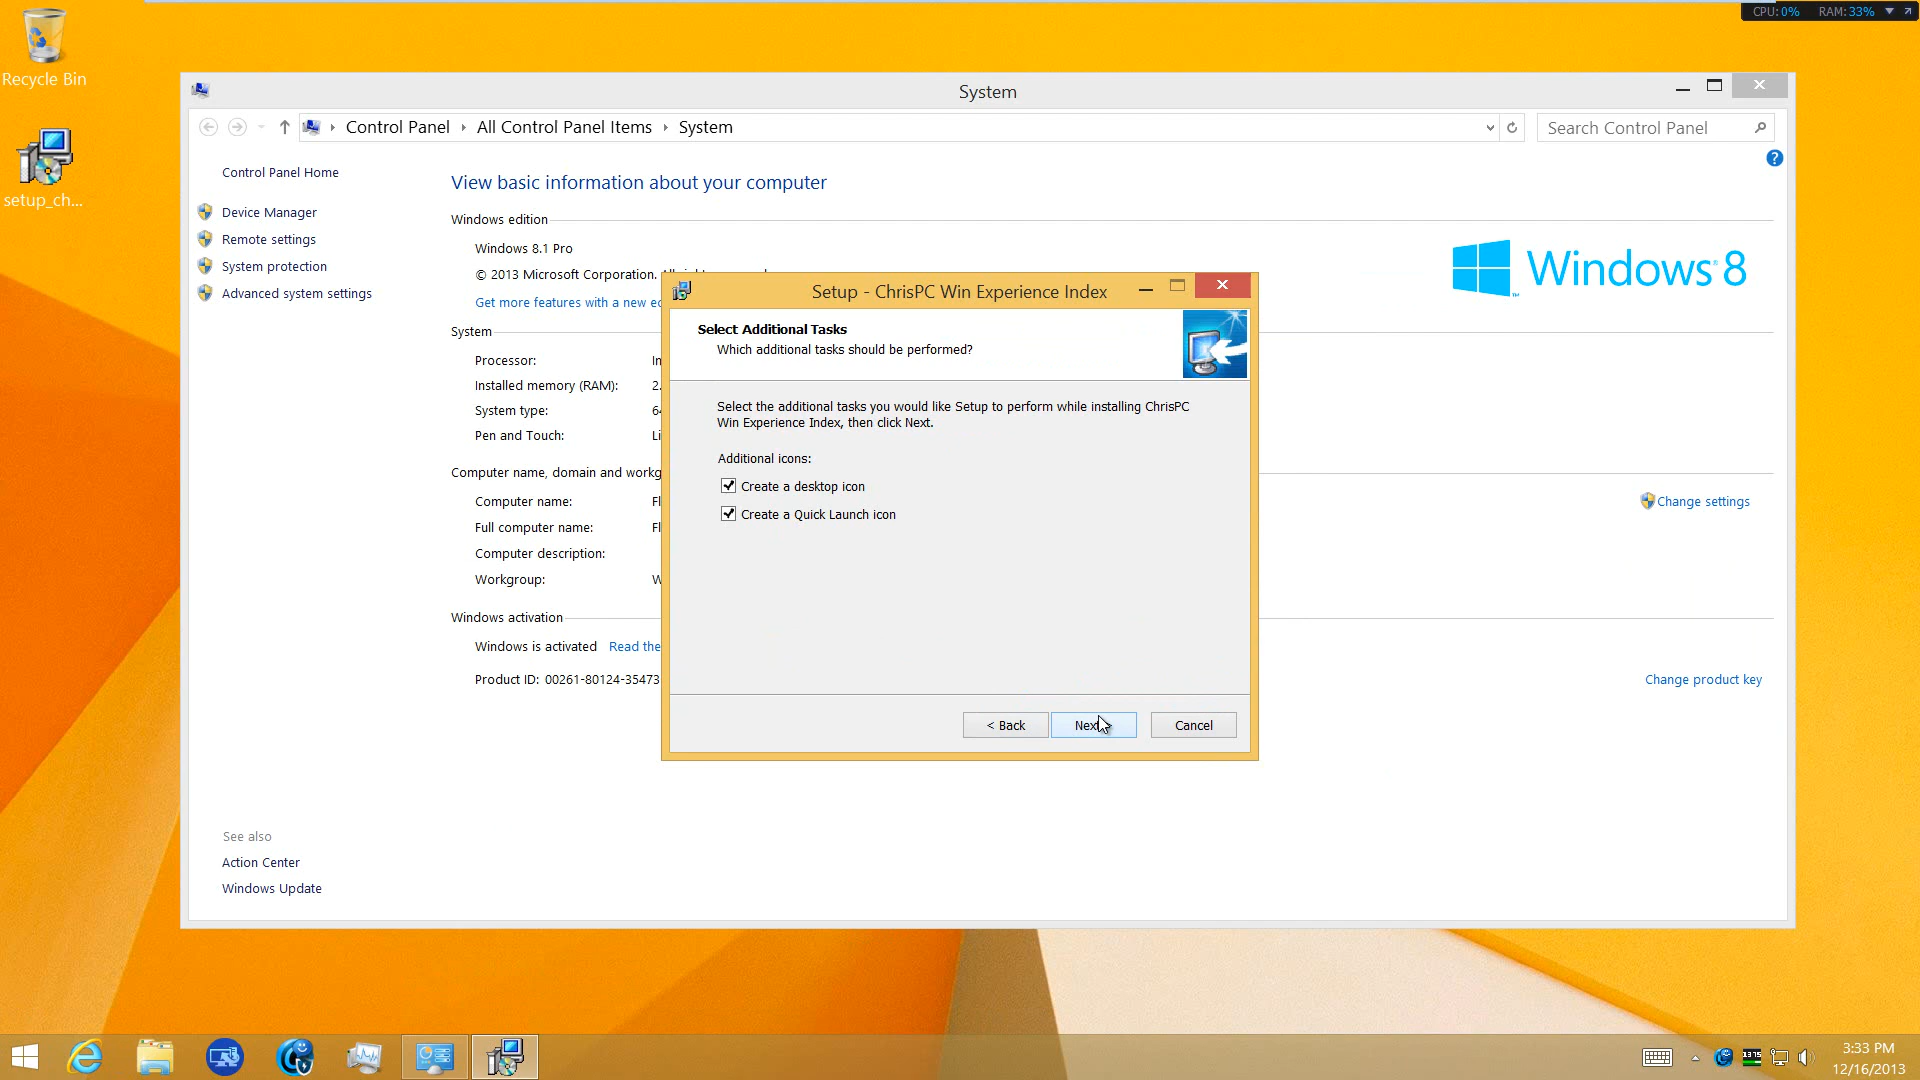 CPU: 0% RAM: 33%
Recycle Bin
setup_ch...
System
Control Panel All Control Panel Items System
Search Control Panel
Control Panel Home
Device Manager
Remote settings
System protection
Advanced system settings
See also
Action Center
Windows Update
View basic information about your computer
Windows edition
Windows 8.1 Pro
© 2013 Microsoft Corporation.
Get more features with a new
Windows 8
System
Processor:
Installed memory (RAM):
System type:
Pen and Touch:
Computer name, domain and
Computer name:
Full computer name:
Computer description:
Workgroup:
Change settings
Windows activation
Windows is activated Read the
Product ID: 00261-80124-35473
Change product key
Setup - ChrisPC Win Experience Index
Select Additional Tasks
Which additional tasks should be performed?
Select the additional tasks you would like Setup to perform while installing ChrisPC
Win Experience Index, then click Next.
Additional icons:
Create a desktop icon
Create a Quick Launch icon
< Back
Cancel
3:33 PM
12/16/2013